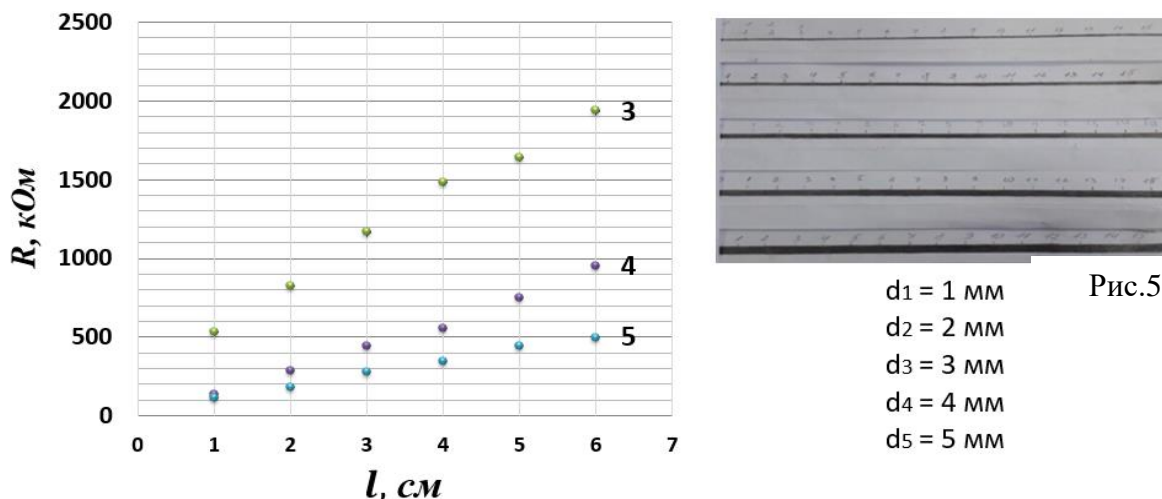 2500
2000
1500
1000
500
0
R, кОм
3
4
5
0 1 2 3 4 5 6 7
l, см
d1 = 1 мм
d2 = 2 мм
d3 = 3 мм
d4 = 4 мм
d5 = 5 мм
Рис.5